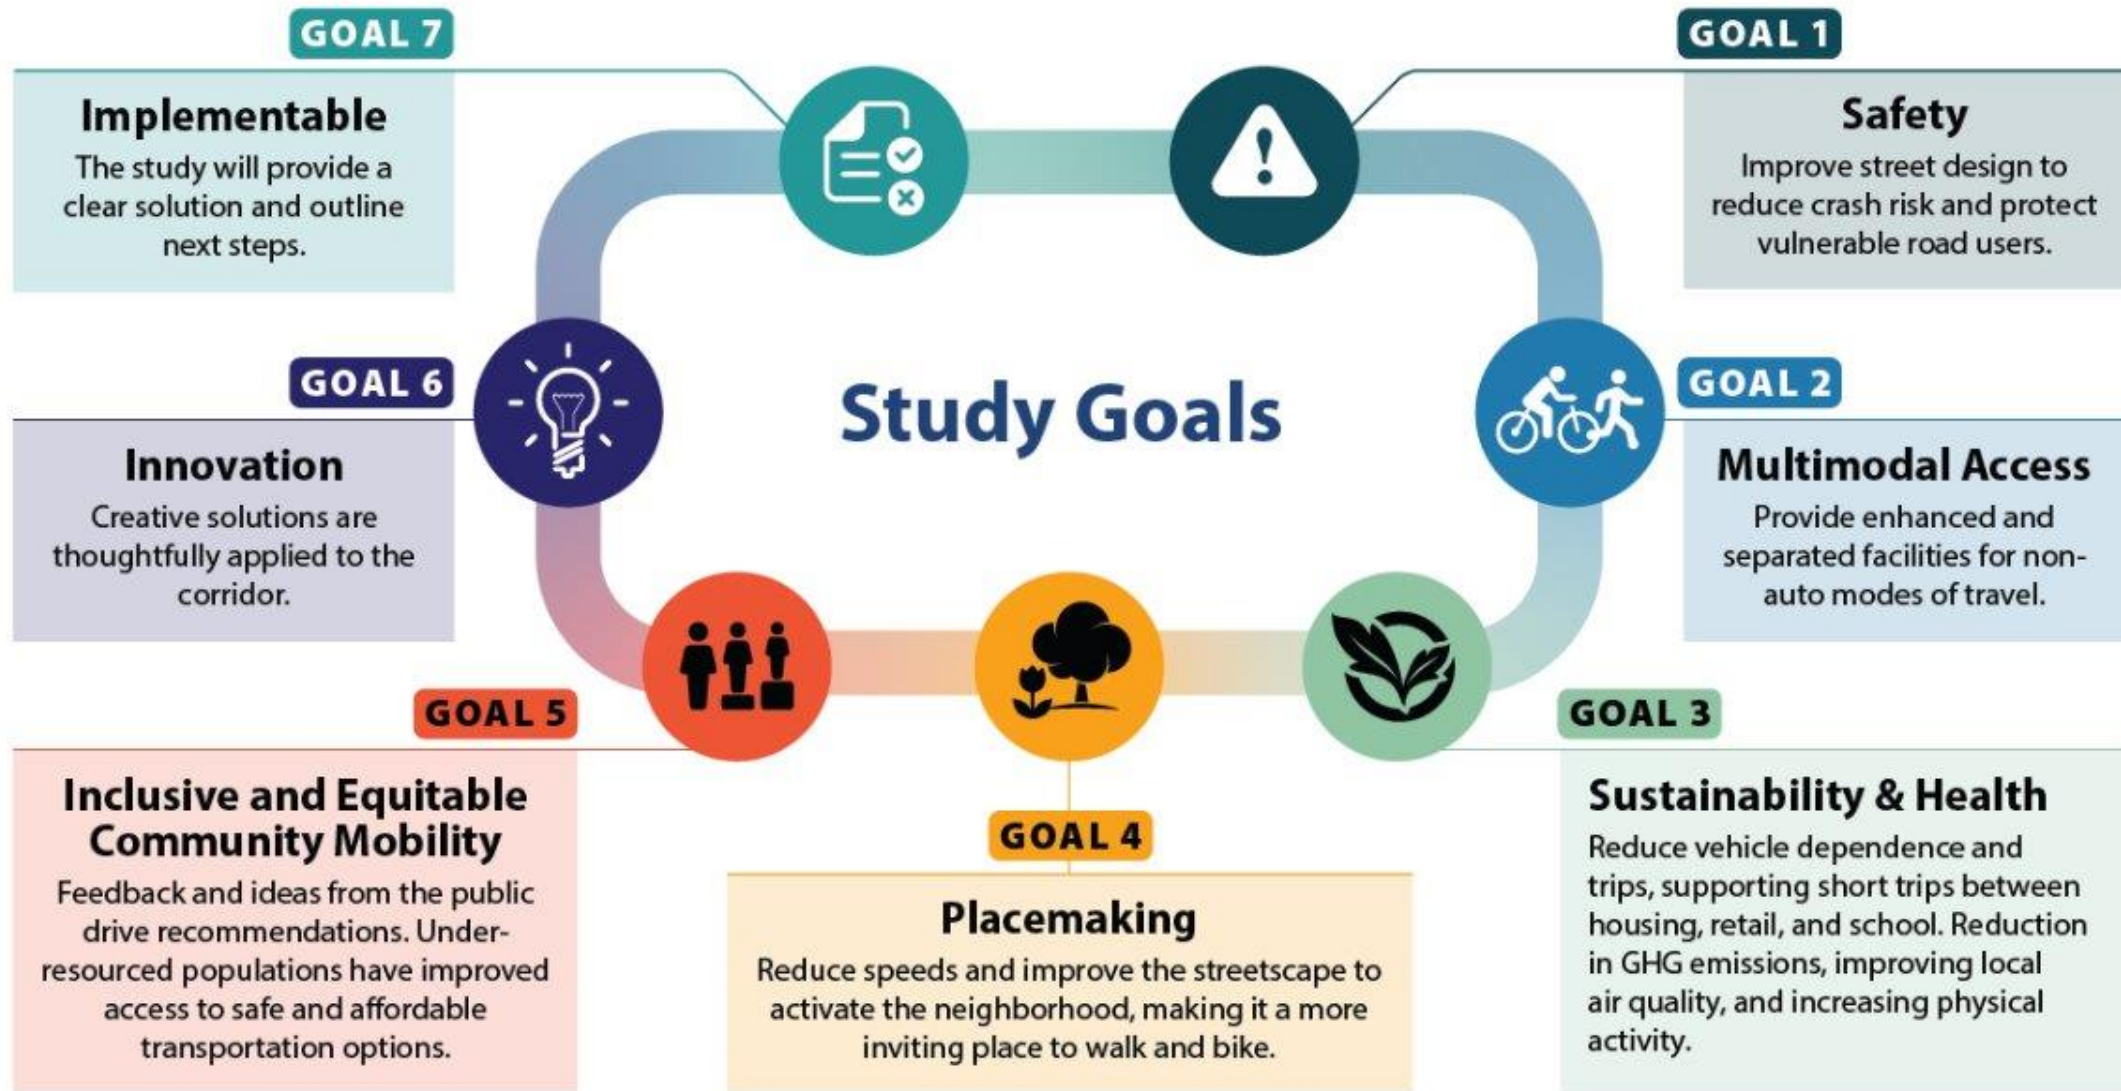 Study Goals
GOAL 1
Safety
Improve street design to
reduce crash risk and protect
vulnerable road users.
GOAL 2
Multimodal Access
Provide enhanced and
separated facilities for non-
auto modes of travel.
GOAL 3
Sustainability & Health
Reduce vehicle dependence and
trips, supporting short trips between
housing, retail, and school. Reduction
in GHG emissions, improving local
air quality, and increasing physical
activity.
GOAL 4
Placemaking
Reduce speeds and improve the streetscape to
activate the neighborhood, making it a more
inviting place to walk and bike.
GOAL 5
Inclusive and Equitable
Community Mobility
Feedback and ideas from the public
drive recommendations. Under-
resourced populations have improved
access to safe and affordable
transportation options.
GOAL 6
Innovation
Creative solutions are
thoughtfully applied to the
corridor.
GOAL 7
Implementable
The study will provide a
clear solution and outline
next steps.